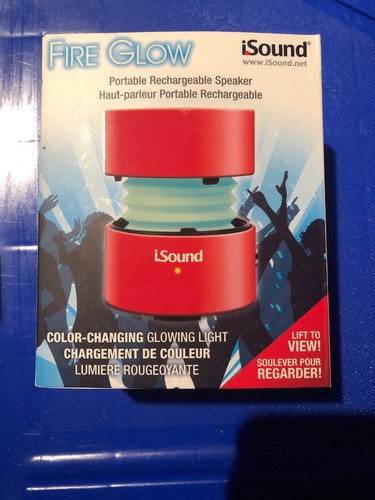 FIRE GLOW
iSound®
www.iSound.net
Portable Rechargeable Speaker
Haut-parleur Portable Rechargeable
iSound
COLOR-CHANGING GLOWING LIGHT
CHARGEMENT DE COULEUR
LUMIERE ROUGEOYANTE
LIFT TO
VIEW!
SOULEVER POUR
REGARDER!